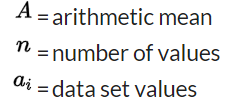 A = arithmetic mean
n = number of values
aᵢ = data set values